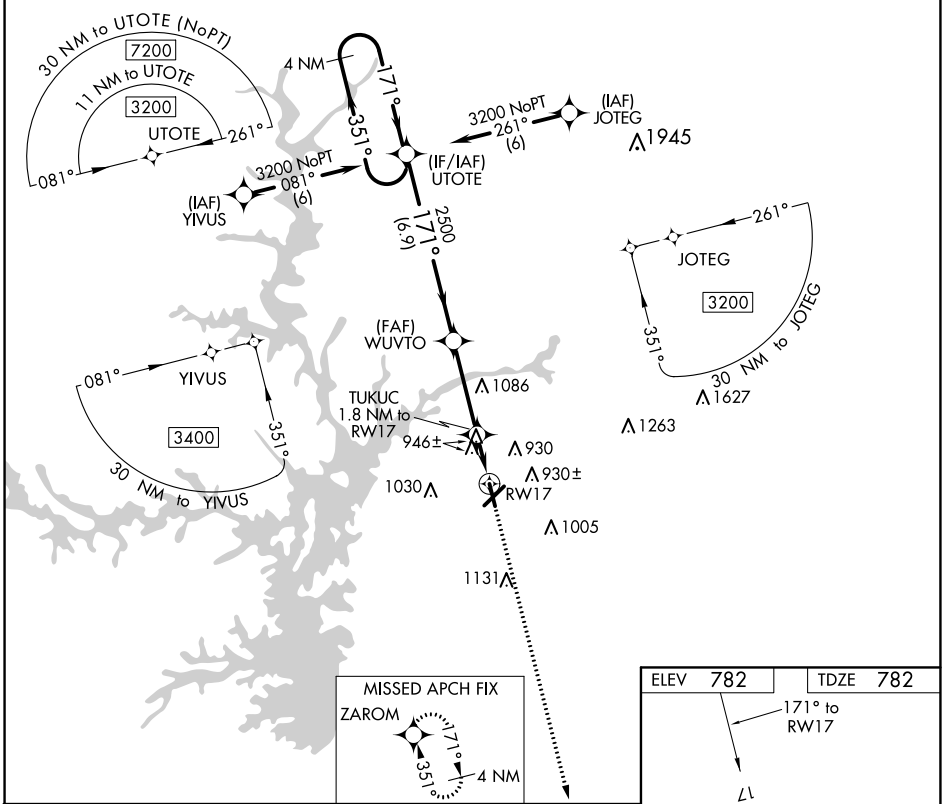 30 NM to UTOTE (NoPT)
7200
11 NM to UTOTE
3200
UTOTE
081°
261°
4 NM
171°
351°
3200 NoPT
261°
(6)
(IAF)
JOTEG
1945
(IF/IAF)
UTOTE
3200 NoPT
081°
(6)
(IAF)
YIVUS
2500
171°
(6.9)
261°
JOTEG
3200
351°
30 NM to JOTEG
(FAF)
WUVTO
081°
YIVUS
3400
351°
30 NM to YIVUS
1086
TUKUC
1.8 NM to
RW17
946±
930
930±
RW17
1030
1627
1263
1005
1131
MISSED APCH FIX
ZAROM
171°
351°
4 NM
ELEV 782
TDZE 782
171° to
RW17
17